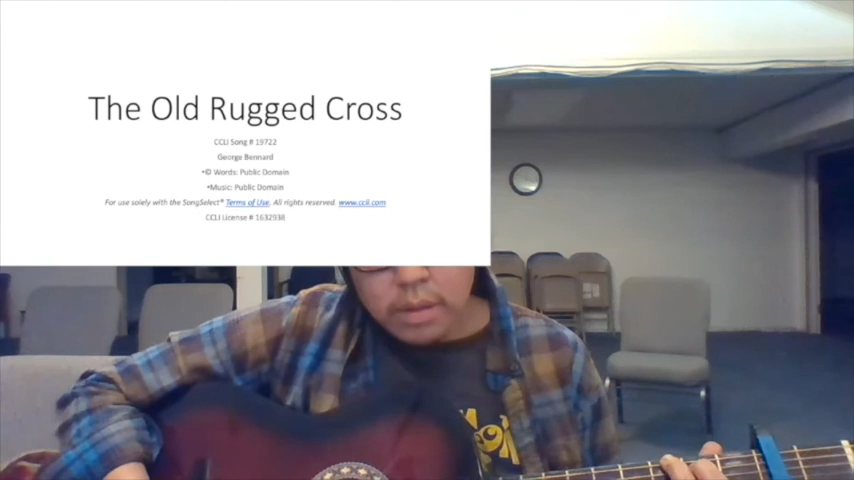 The Old Rugged Cross
CCLI Song # 19722
George Bennard
•© Words: Public Domain
•Music: Public Domain
For use solely with the SongSelect® Terms of Use. All rights reserved. www.ccli.com
CCLI License # 1632938